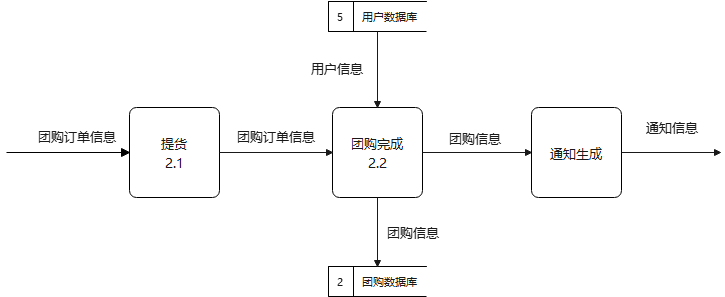 5 用户数据库
用户信息
团购订单信息
提货
2.1
团购订单信息
团购完成
2.2
团购信息
通知生成
通知信息
团购信息
2 团购数据库